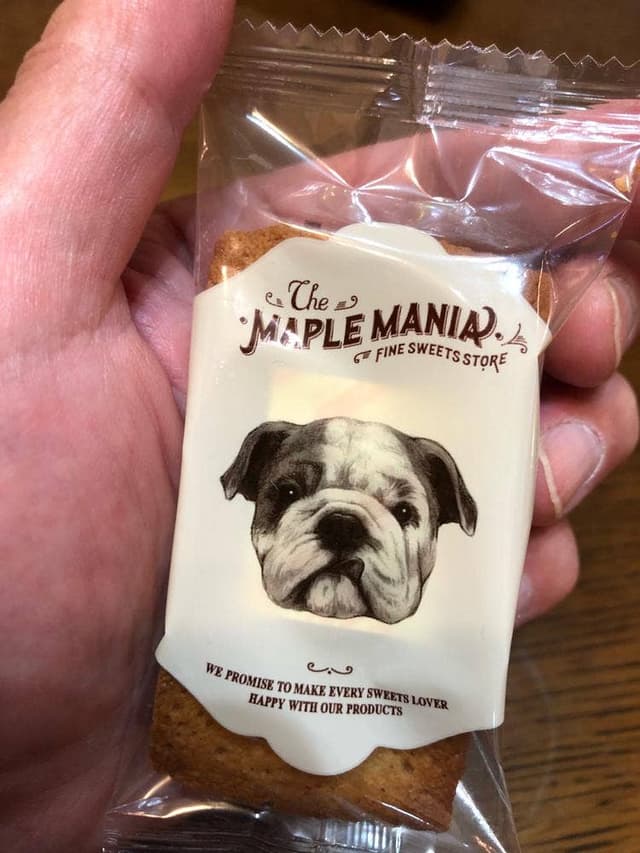 The
MAPLE MANIA
FINE SWEETS STORE
WE PROMISE TO MAKE EVERY SWEETS LOVER
HAPPY WITH OUR PRODUCTS